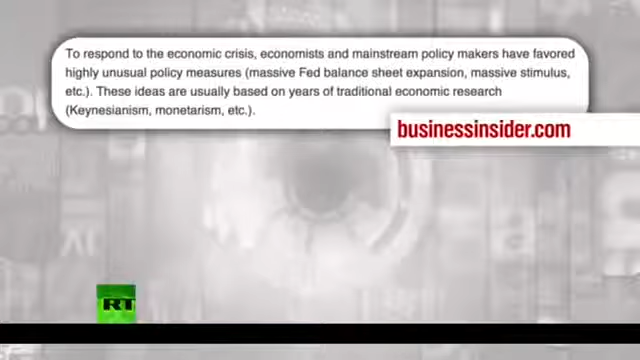 To respond to the economic crisis, economists and mainstream policy makers have favored
highly unusual policy measures (massive Fed balance sheet expansion, massive stimulus,
etc.). These ideas are usually based on years of traditional economic research
(Keynesianism, monetarism, etc.).
businessinsider.com
RT